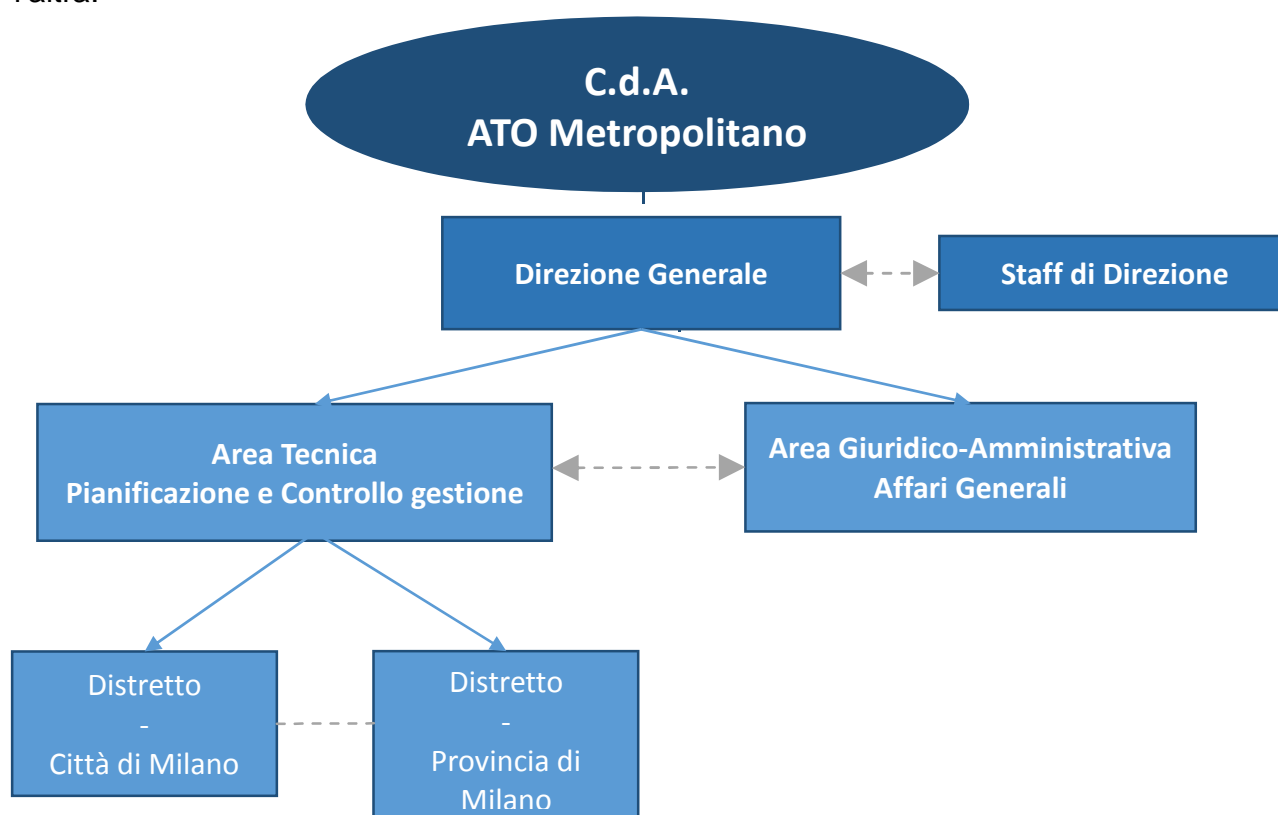 l'altra.
C.d.A.
ATO Metropolitano
Direzione Generale
Staff di Direzione
Area Tecnica
Pianificazione e Controllo gestione
Area Giuridico-Amministrativa
Affari Generali
Distretto
-
Città di Milano
Distretto
-
Provincia di
Milano